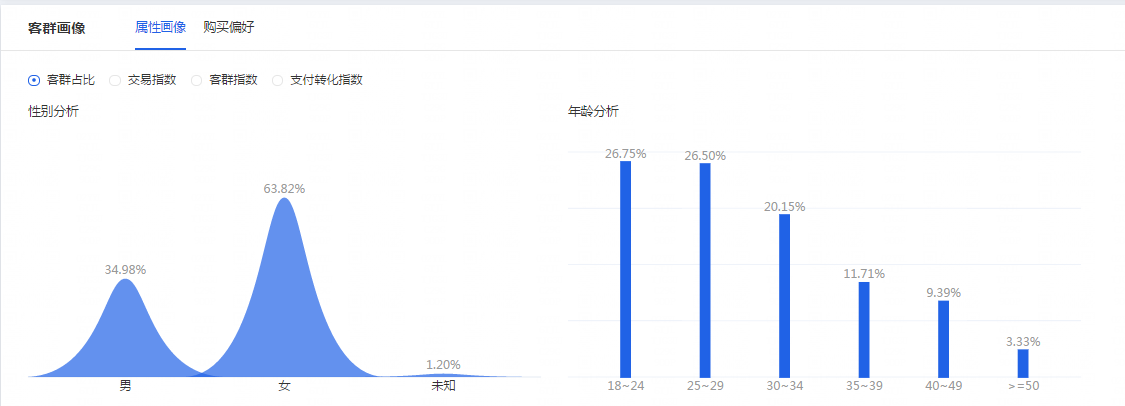 客群画像 属性画像 购买偏好
客群占比 交易指数 客群指数 支付转化指数
性别分析
63.82%
34.98%
1.20%
男 女 未知
年龄分析
26.75% 26.50%
20.15%
11.71%
9.39%
3.33%
18~24 25~29 30~34 35~39 40~49 >=50